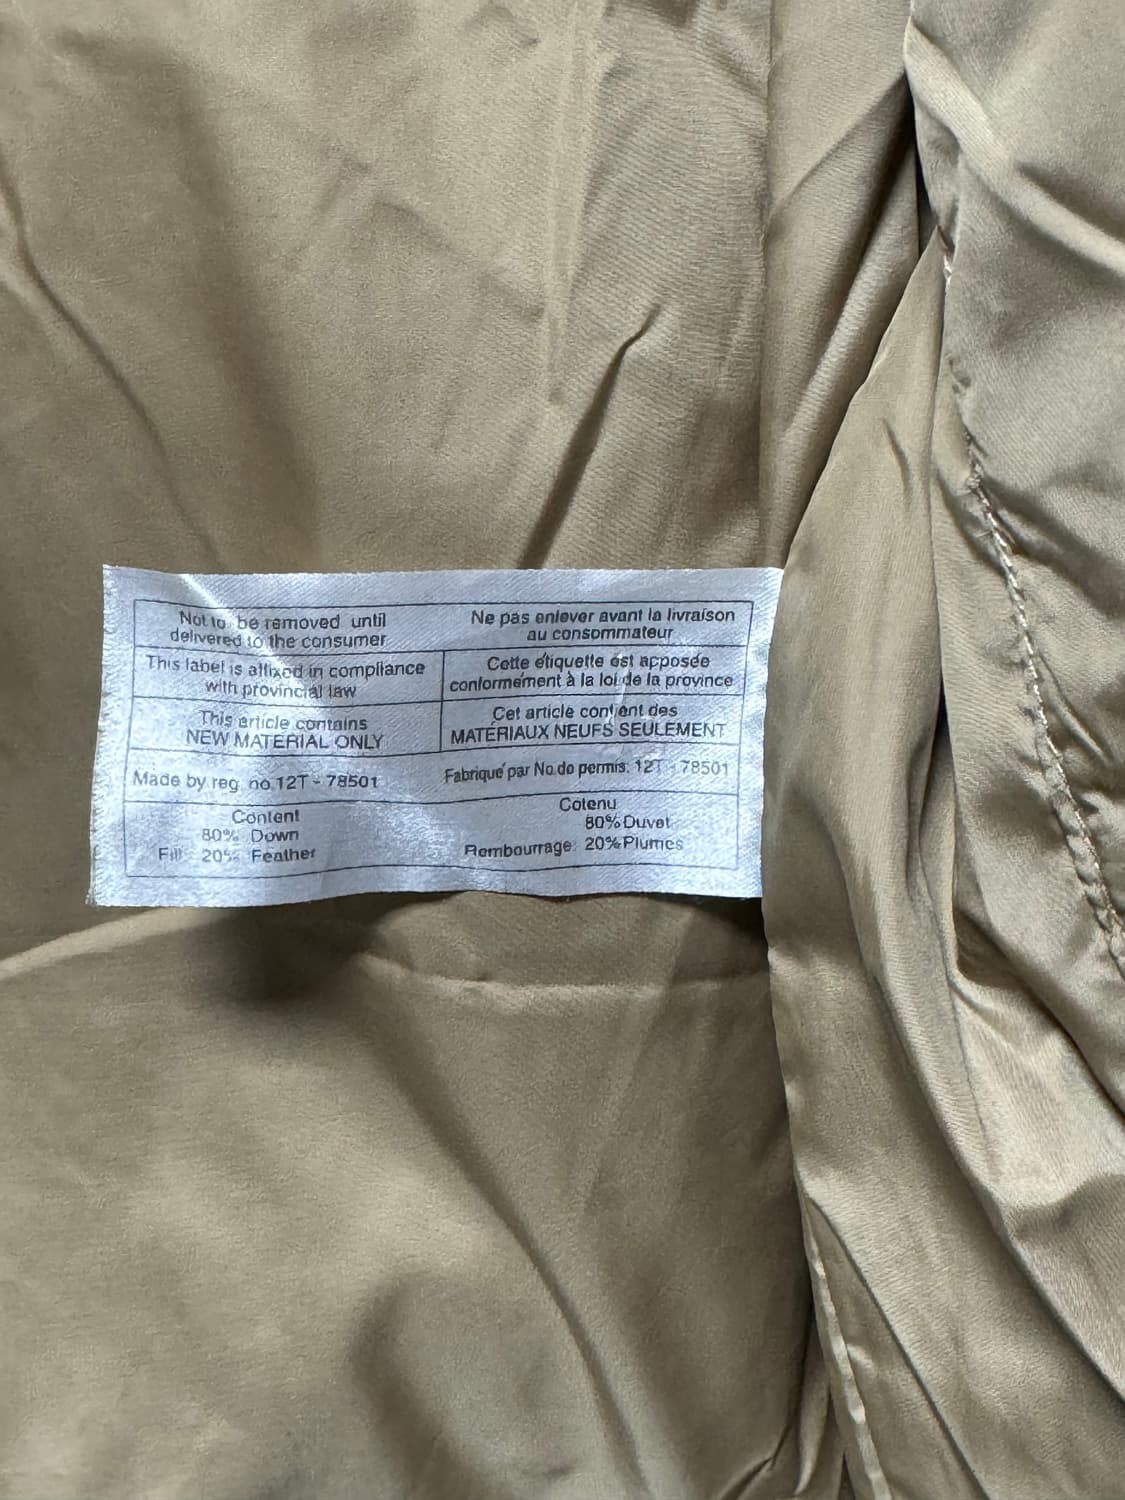 Not to be removed until
delivered to the consumer
Ne pas enlever avant la livraison
au consommateur
This label is affixed in compliance
with provincial law
Cette étiquette est apposée
conformément à la loi de la province
This article contains
NEW MATERIAL ONLY
Cet article contient des
MATÉRIAUX NEUFS SEULEMENT
Made by reg. no.12T - 78501
Fabriqué par No.do permis: 12T - 78501
Content
80% Down
Fill: 20% Feather
Cotenu
80% Duvet
Rembourrage: 20% Plumes